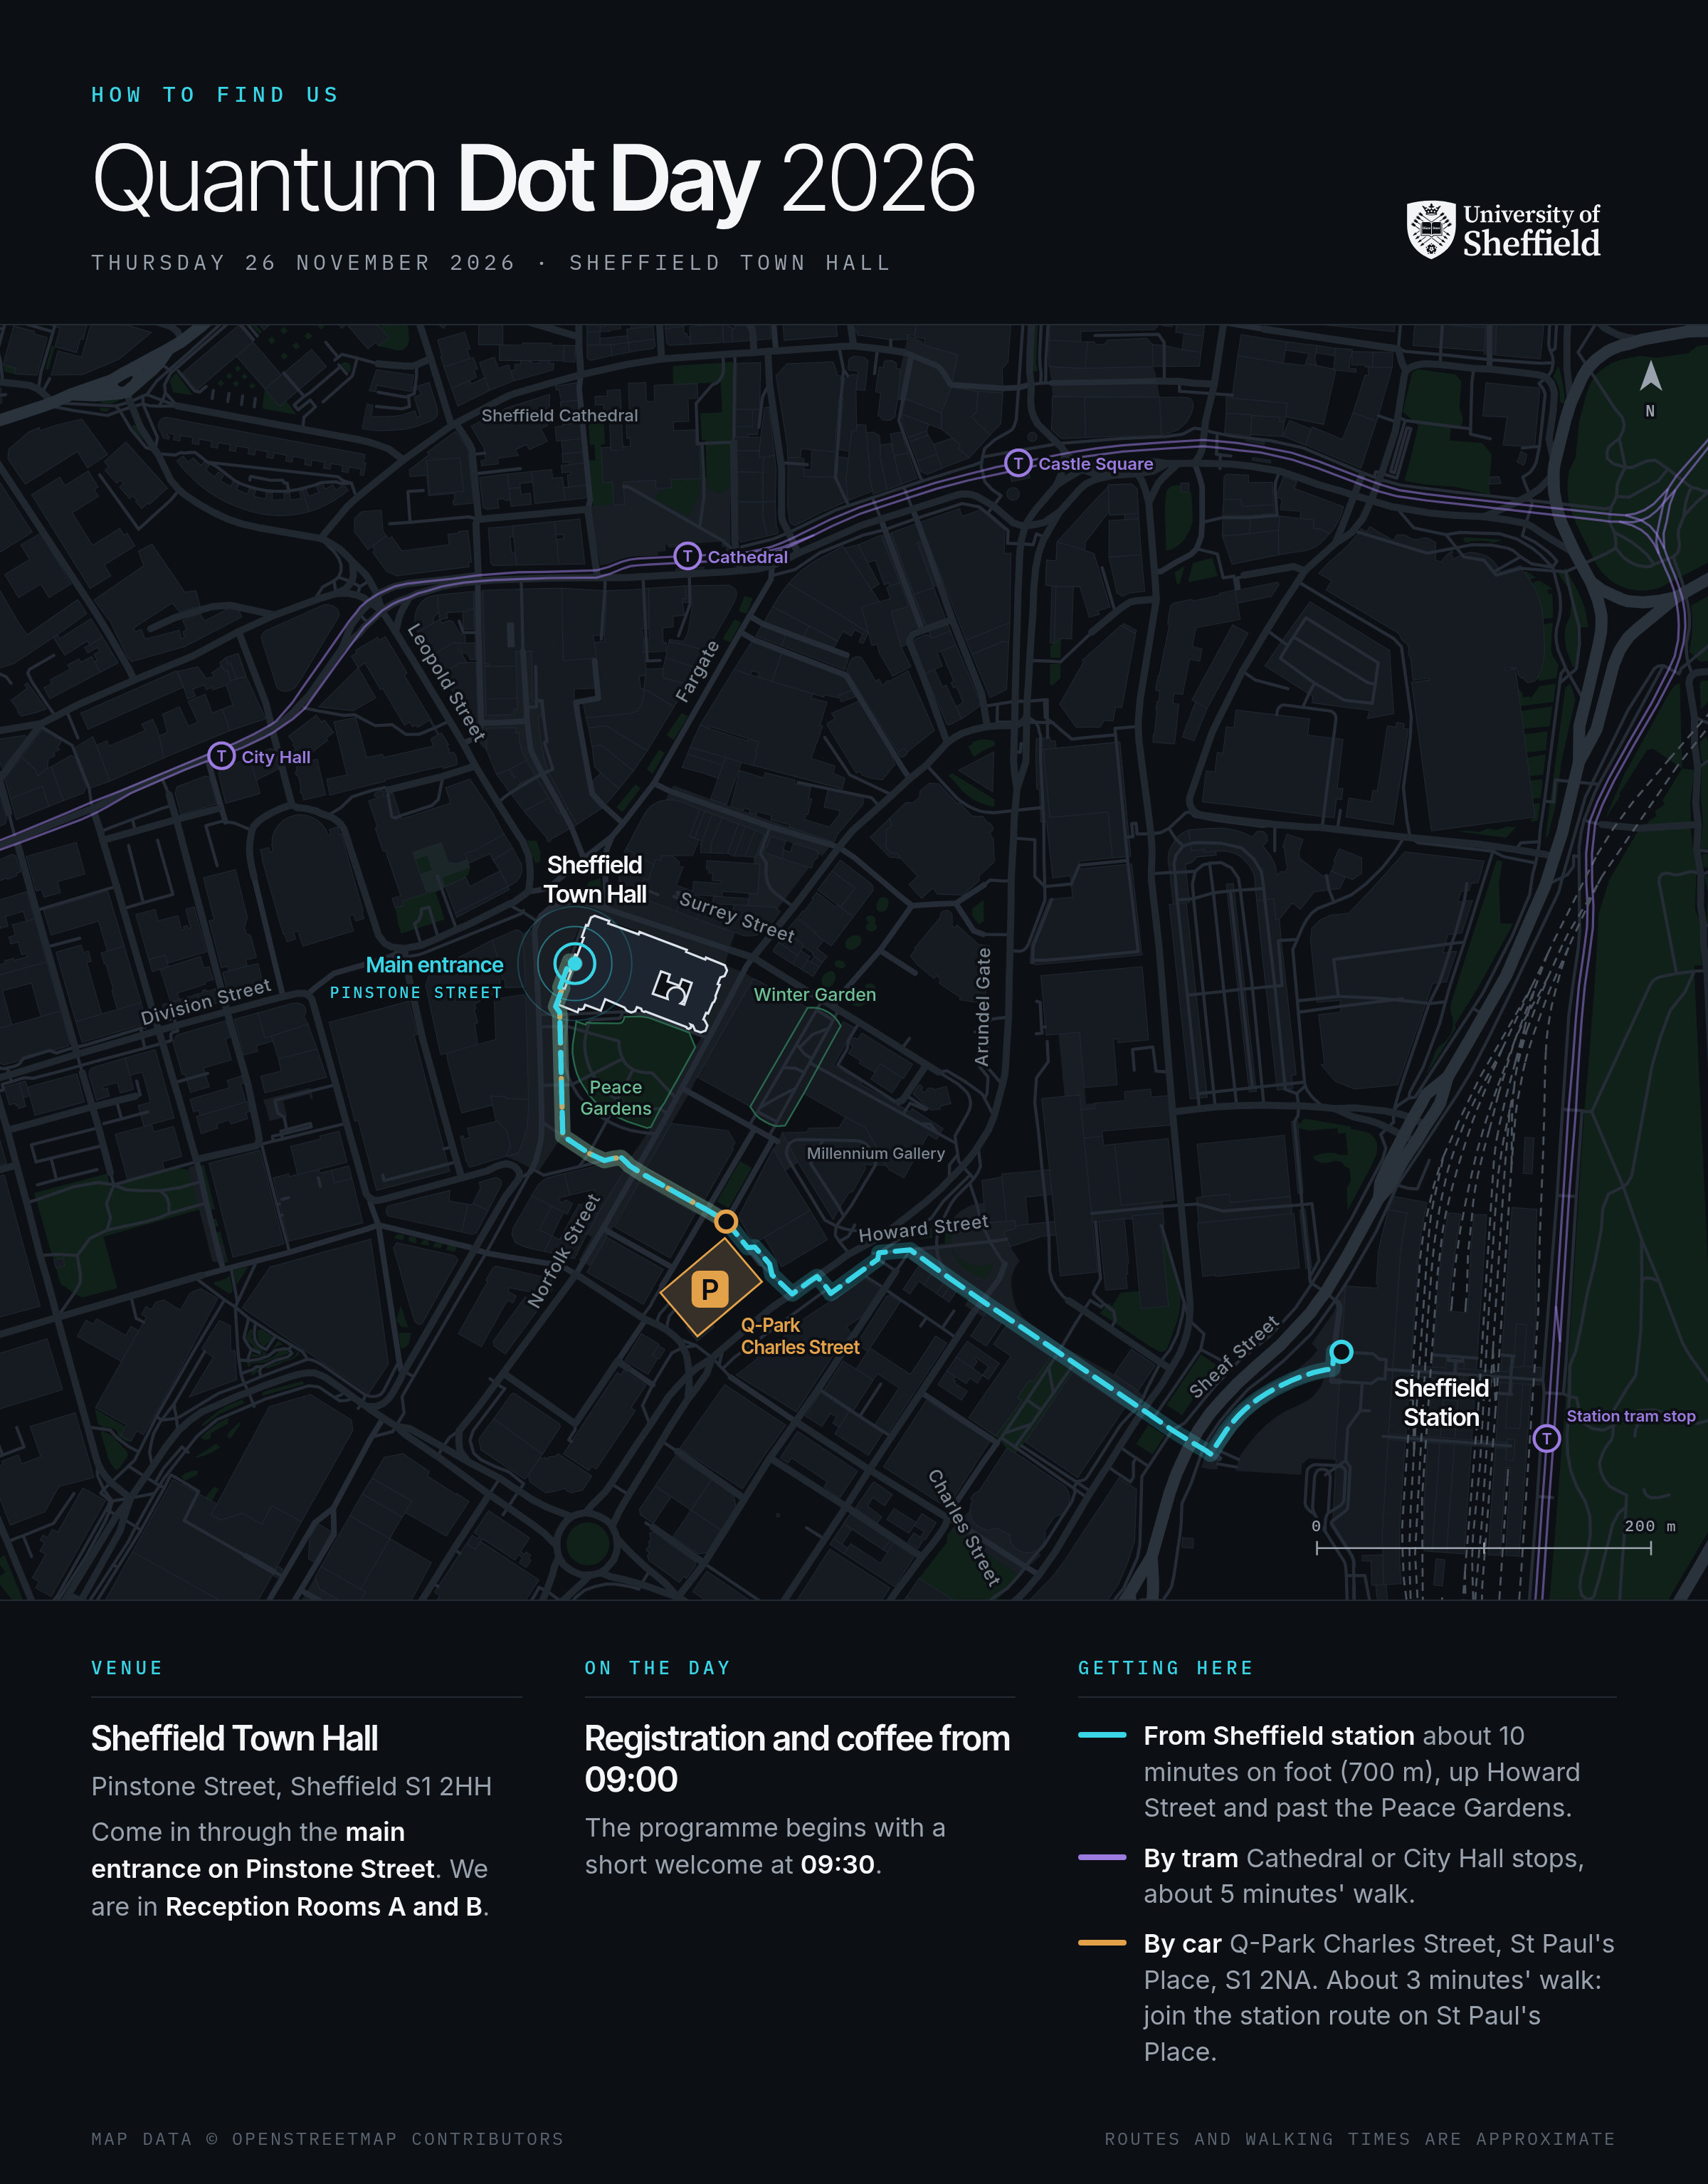 HOW TO FIND US
Quantum Dot Day 2026
THURSDAY 26 NOVEMBER 2026 · SHEFFIELD TOWN HALL
University of
Sheffield
N
Sheffield Cathedral
T Castle Square
T Cathedral
Leopold Street
Fargate
T City Hall
Sheffield
Town Hall
Surrey Street
Main entrance
PINSTONE STREET
Division Street
Winter Garden
Arundel Gate
Peace
Gardens
Millennium Gallery
Norfolk Street
Howard Street
P
Q-Park
Charles Street
Sheaf Street
Sheffield
Station
Station tram stop
T
Charles Street
0 200 m
VENUE
Sheffield Town Hall
Pinstone Street, Sheffield S1 2HH
Come in through the main
entrance on Pinstone Street. We
are in Reception Rooms A and B.
ON THE DAY
Registration and coffee from
09:00
The programme begins with a
short welcome at 09:30.
GETTING HERE
From Sheffield station about 10
minutes on foot (700 m), up Howard
Street and past the Peace Gardens.
By tram Cathedral or City Hall stops,
about 5 minutes' walk.
By car Q-Park Charles Street, St Paul's
Place, S1 2NA. About 3 minutes' walk:
join the station route on St Paul's
Place.
MAP DATA © OPENSTREETMAP CONTRIBUTORS
ROUTES AND WALKING TIMES ARE APPROXIMATE